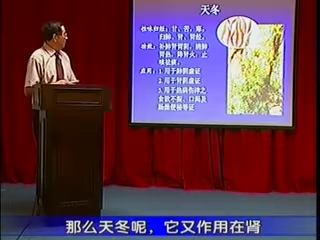 天冬
性味归经：甘、苦，寒，
归肺、肾、胃经。
功效：补肺肾胃阴，清肺
肾热，降肾火，止
咳祛痰。
应用：1.用于肺阴虚证
2.用于肾阴虚证
3.用于热病伤津之
食欲不振、口渴及
肠燥便秘等证
那么天冬呢，它又作用在肾